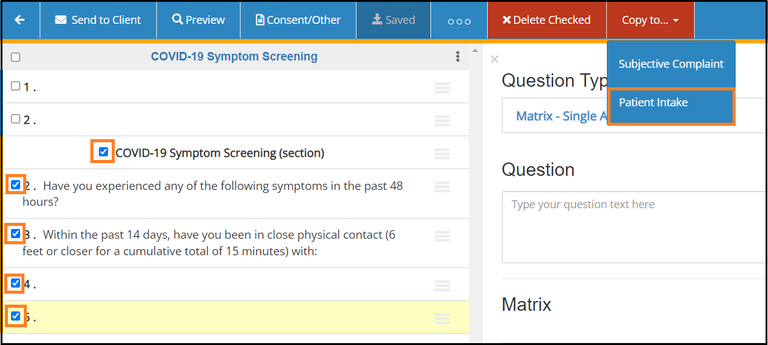 Send to Client Preview Consent/Other Saved ooo Delete Checked Copy to...
Subjective Complaint
Patient Intake
COVID-19 Symptom Screening
1 .
2 .
COVID-19 Symptom Screening (section)
2 . Have you experienced any of the following symptoms in the past 48
hours?
3 . Within the past 14 days, have you been in close physical contact (6
feet or closer for a cumulative total of 15 minutes) with:
4 .
5 .
×
Question Typ
Matrix - Single A
Question
Type your question text here
Matrix